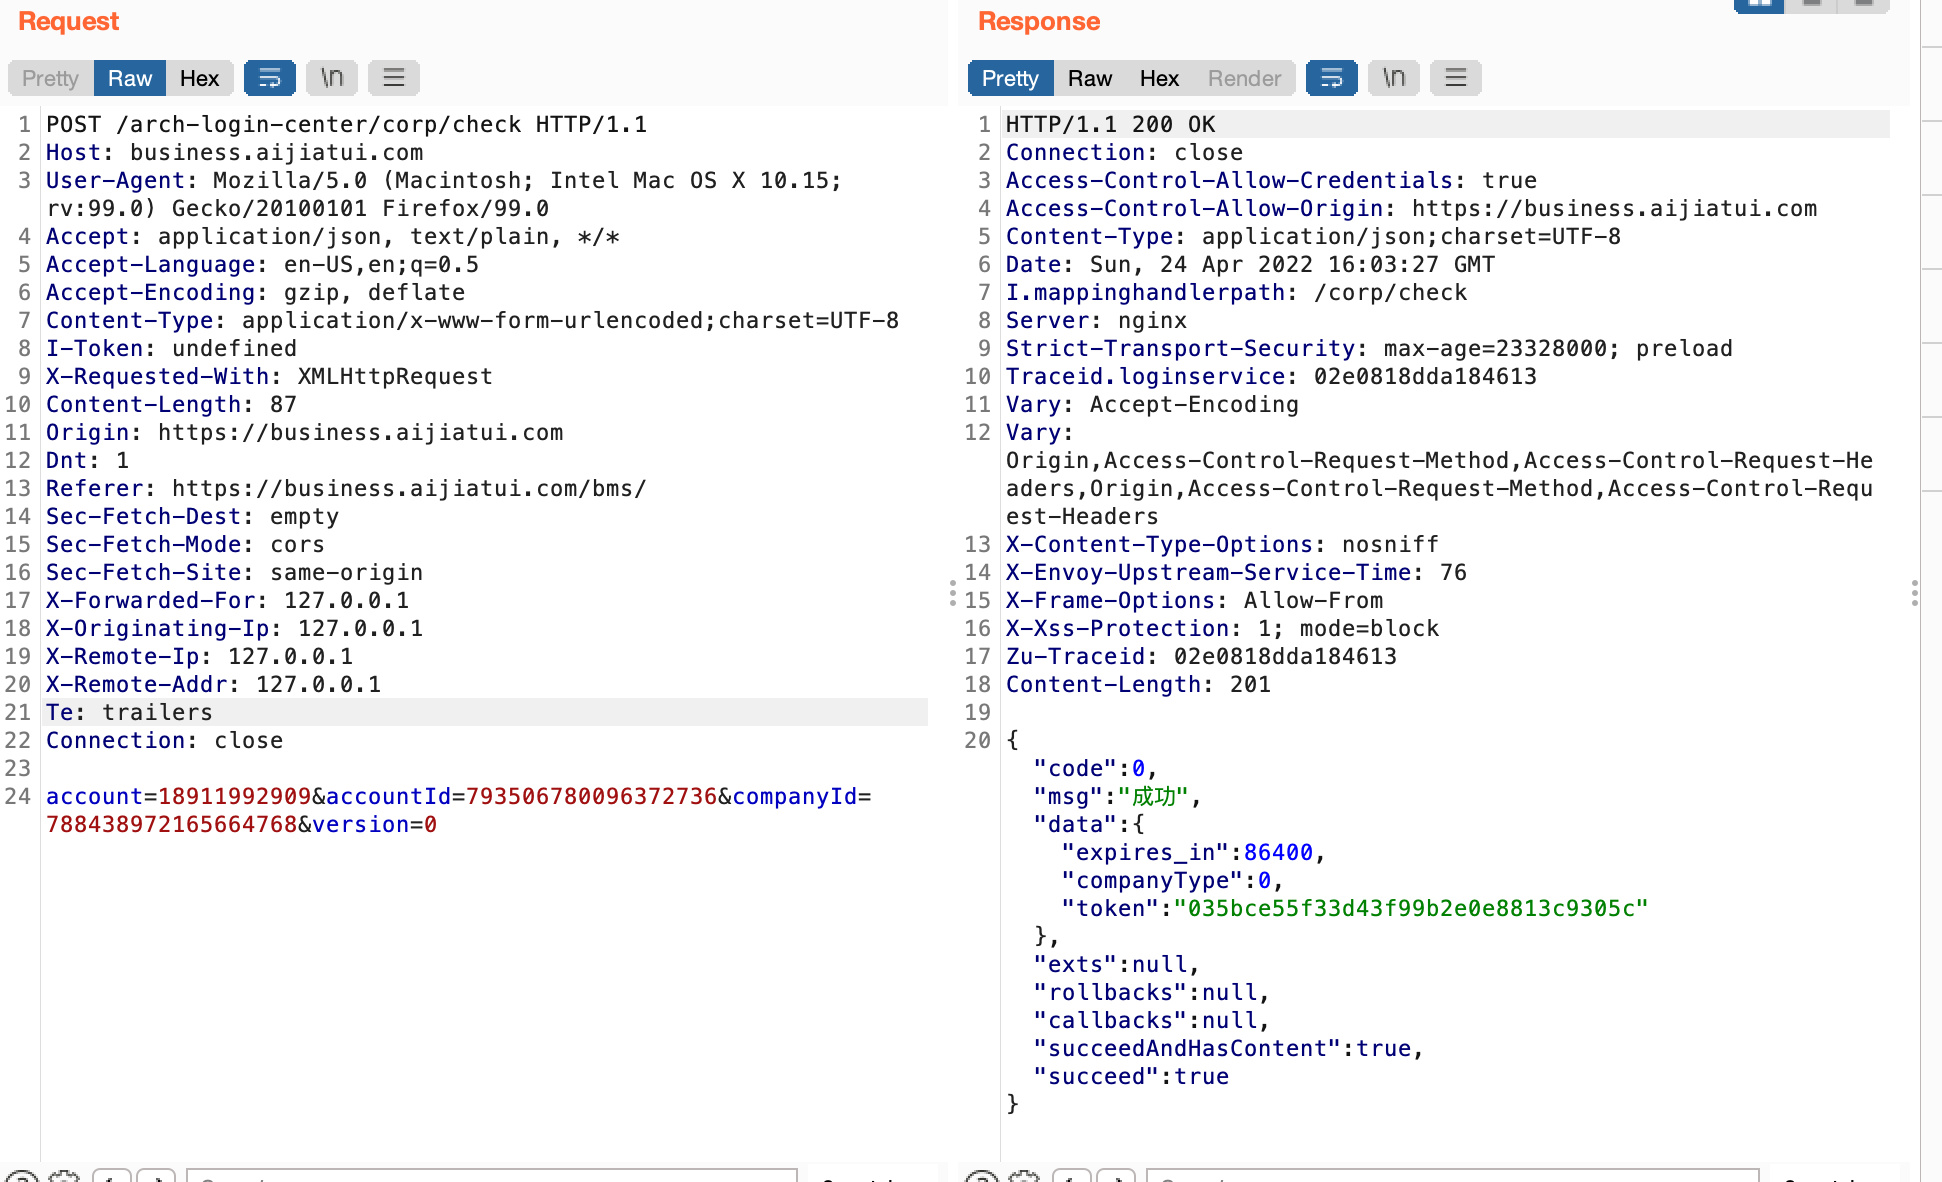 Request
Pretty Raw Hex \n
1 POST /arch-login-center/corp/check HTTP/1.1
2 Host: business.aijiatui.com
3 User-Agent: Mozilla/5.0 (Macintosh; Intel Mac OS X 10.15;
rv:99.0) Gecko/20100101 Firefox/99.0
4 Accept: application/json, text/plain, */*
5 Accept-Language: en-US,en;q=0.5
6 Accept-Encoding: gzip, deflate
7 Content-Type: application/x-www-form-urlencoded;charset=UTF-8
8 I-Token: undefined
9 X-Requested-With: XMLHttpRequest
10 Content-Length: 87
11 Origin: https://business.aijiatui.com
12 Dnt: 1
13 Referer: https://business.aijiatui.com/bms/
14 Sec-Fetch-Dest: empty
15 Sec-Fetch-Mode: cors
16 Sec-Fetch-Site: same-origin
17 X-Forwarded-For: 127.0.0.1
18 X-Originating-Ip: 127.0.0.1
19 X-Remote-Ip: 127.0.0.1
20 X-Remote-Addr: 127.0.0.1
21 Te: trailers
22 Connection: close
23
24 account=18911992909&accountId=793506780096372736&companyId=
788438972165664768&version=0
Response
Pretty Raw Hex Render \n
1 HTTP/1.1 200 OK
2 Connection: close
3 Access-Control-Allow-Credentials: true
4 Access-Control-Allow-Origin: https://business.aijiatui.com
5 Content-Type: application/json;charset=UTF-8
6 Date: Sun, 24 Apr 2022 16:03:27 GMT
7 I.mappinghandlerpath: /corp/check
8 Server: nginx
9 Strict-Transport-Security: max-age=23328000; preload
10 Traceid.loginservice: 02e0818dda184613
11 Vary: Accept-Encoding
12 Vary:
Origin,Access-Control-Request-Method,Access-Control-Request-He
aders,Origin,Access-Control-Request-Method,Access-Control-Requ
est-Headers
13 X-Content-Type-Options: nosniff
14 X-Envoy-Upstream-Service-Time: 76
15 X-Frame-Options: Allow-From
16 X-Xss-Protection: 1; mode=block
17 Zu-Traceid: 02e0818dda184613
18 Content-Length: 201
19
20 {
"code":0,
"msg":"成功",
"data":{
"expires_in":86400,
"companyType":0,
"token":"035bce55f33d43f99b2e0e8813c9305c"
},
"exts":null,
"rollbacks":null,
"callbacks":null,
"succeedAndHasContent":true,
"succeed":true
}